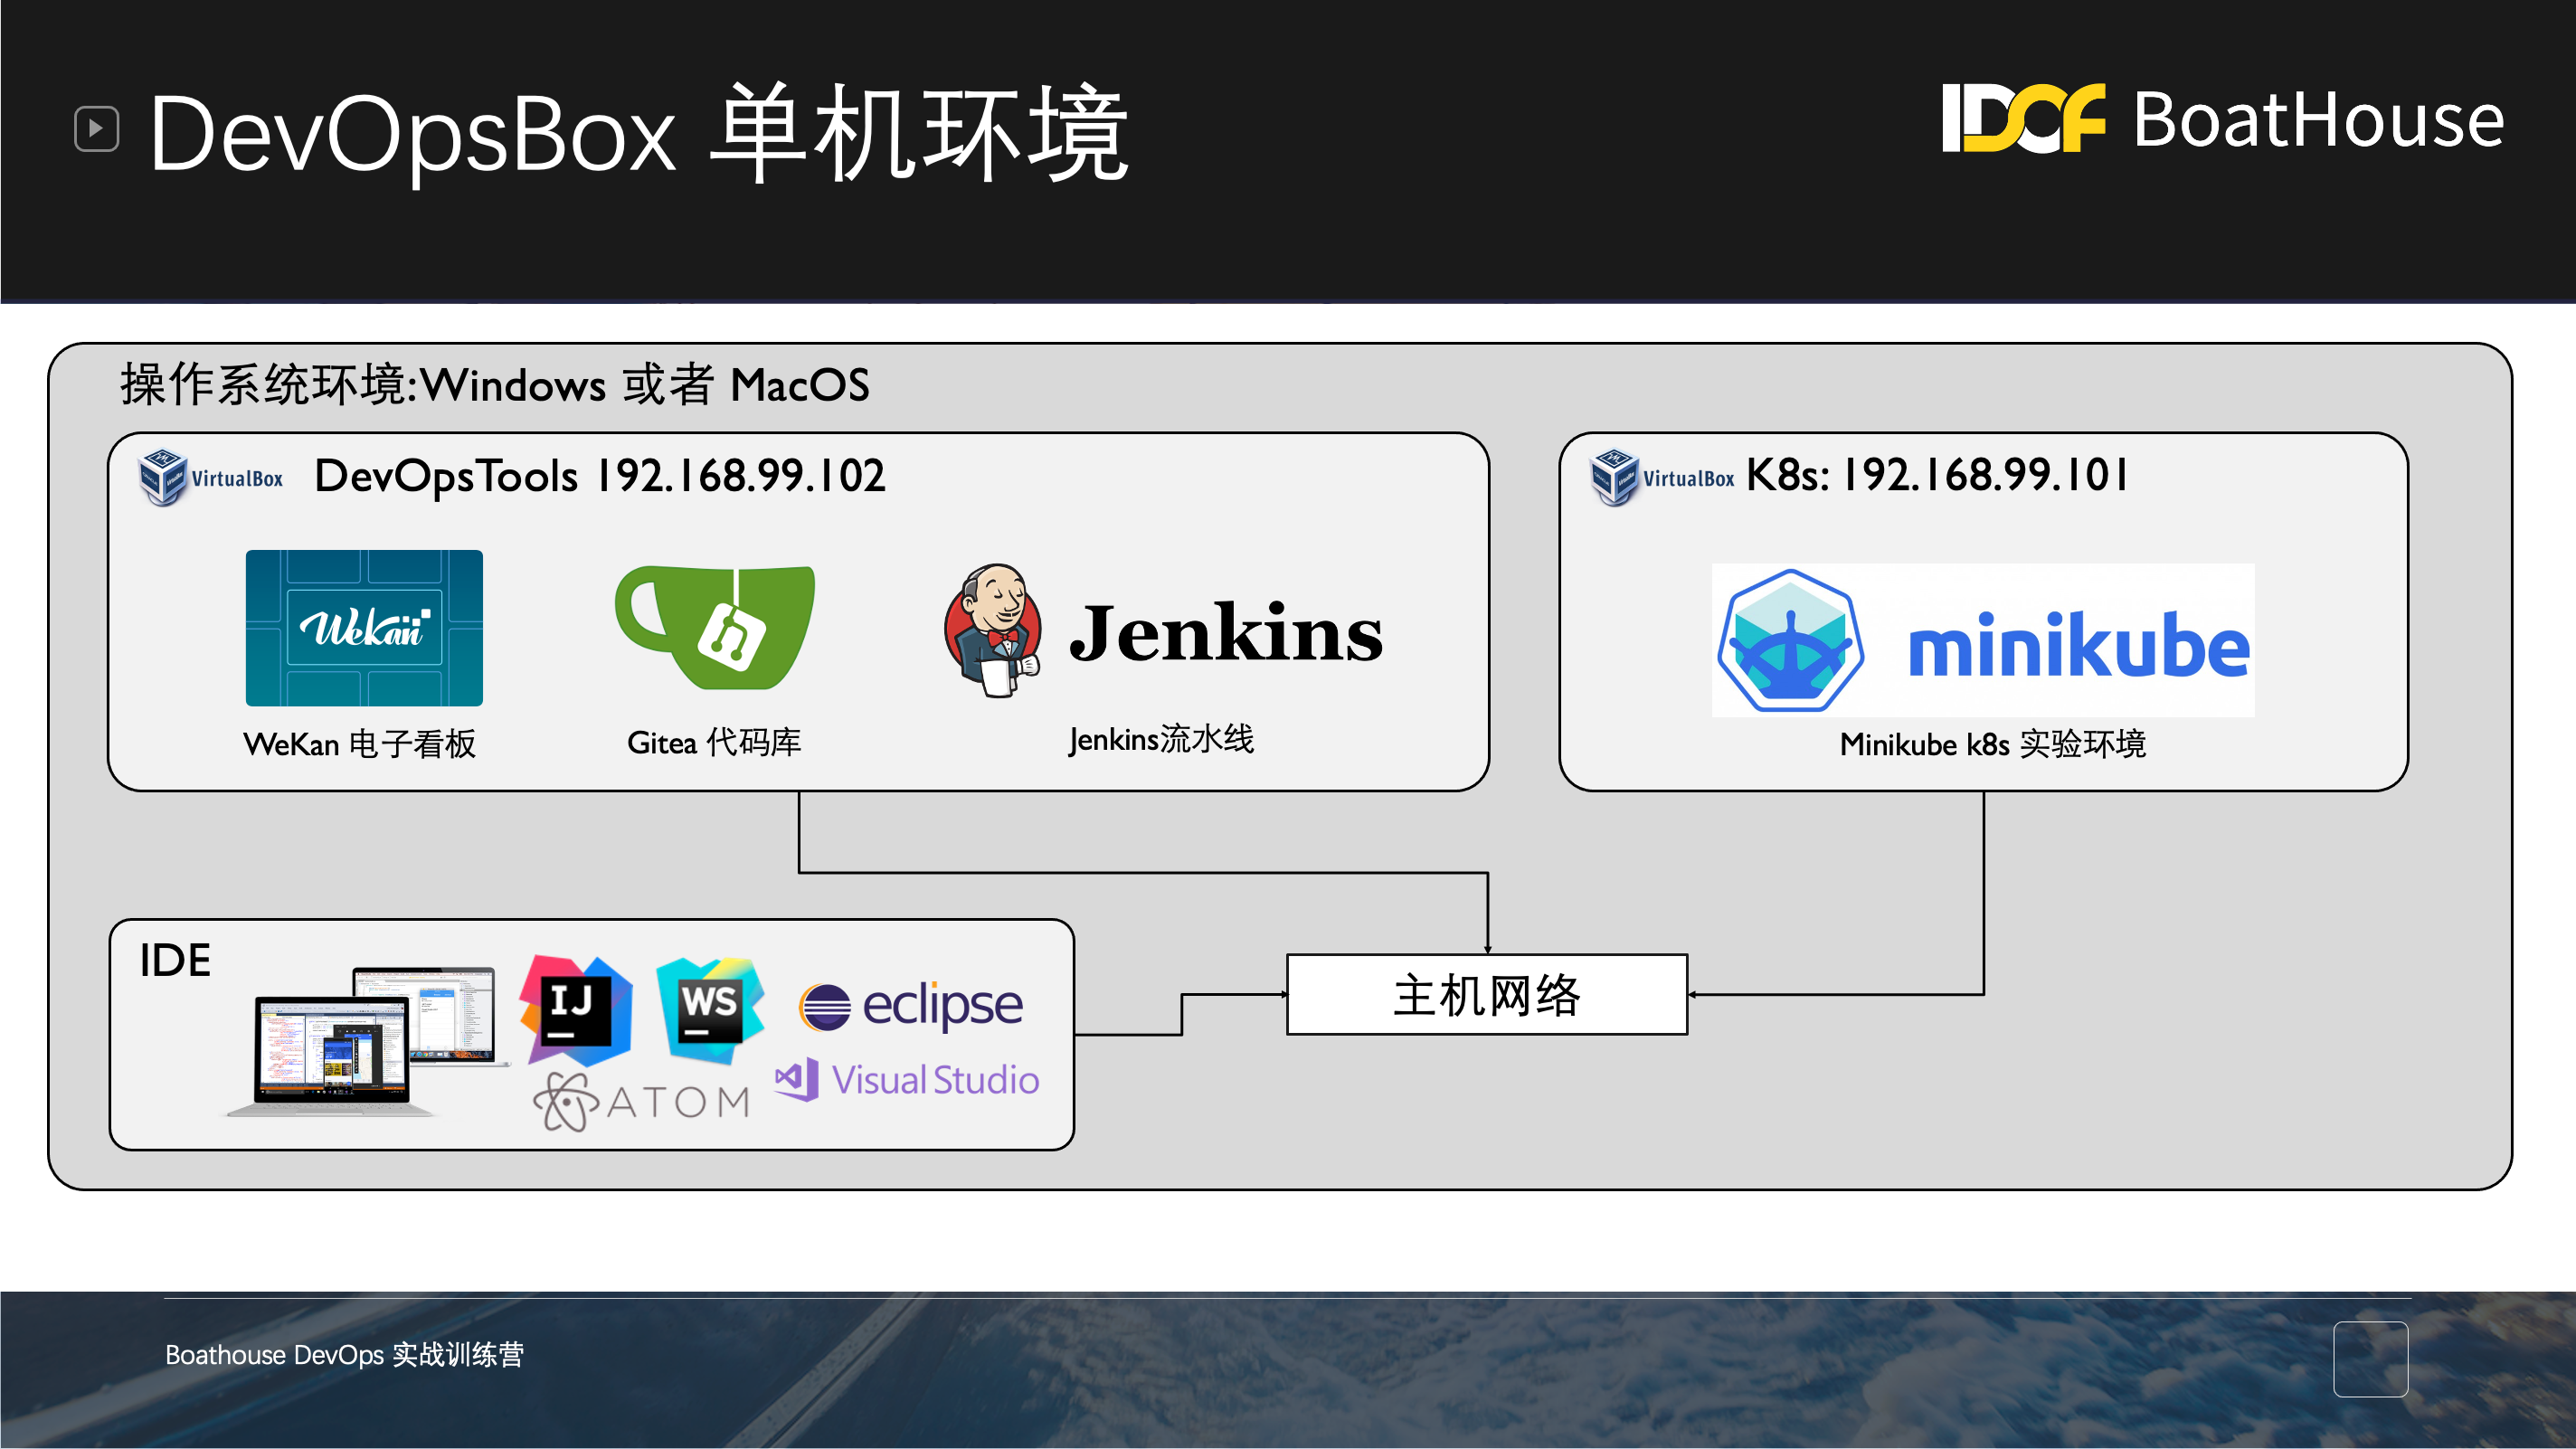 DevOpsBox 单机环境
IDCF BoatHouse
操作系统环境:Windows 或者 MacOS
VirtualBox
DevOpsTools 192.168.99.102
WeKan
Jenkins
WeKan 电子看板
Gitea 代码库
Jenkins流水线
VirtualBox
K8s: 192.168.99.101
minikube
Minikube k8s 实验环境
IDE
IJ
WS
eclipse
ATOM
Visual Studio
主机网络
Boathouse DevOps 实战训练营